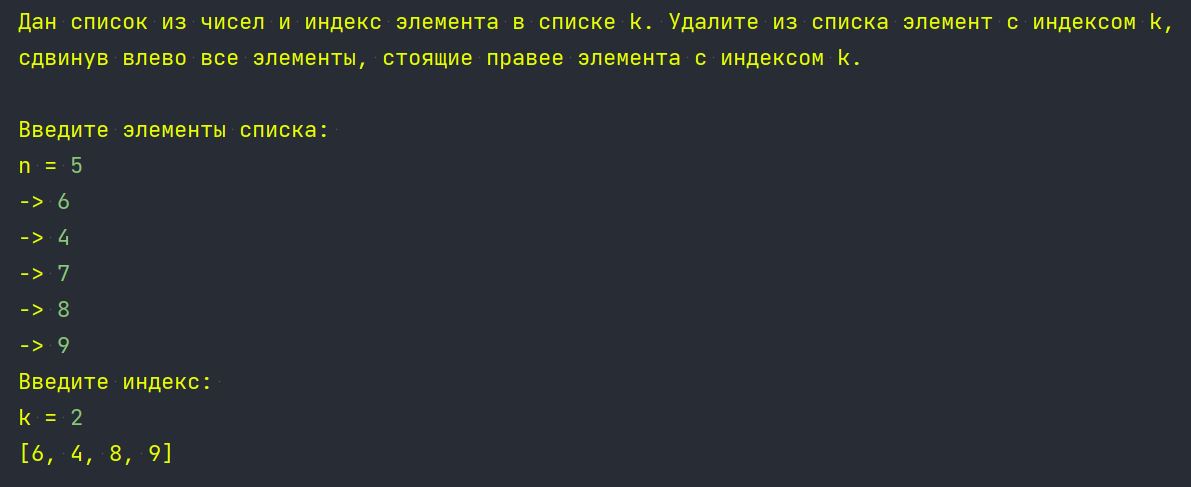 Дан список из чисел и индекс элемента в списке k. Удалите из списка элемент с индексом k,
сдвинув влево все элементы, стоящие правее элемента с индексом k.
Введите элементы списка:
n = 5
-> 6
-> 4
-> 7
-> 8
-> 9
Введите индекс:
k = 2
[6, 4, 8, 9]